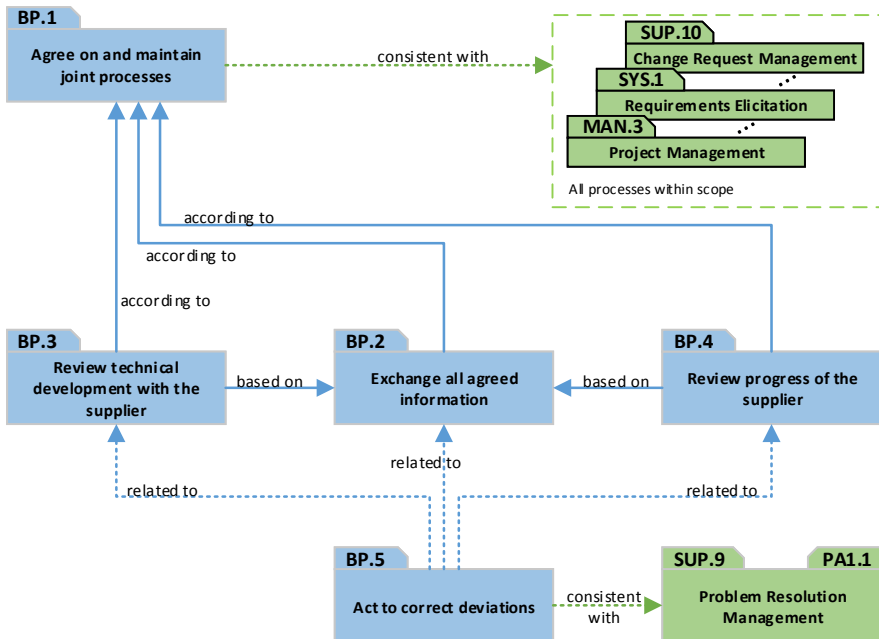 BP.1
Agree on and maintain
joint processes
consistent with
SUP.10
Change Request Management
SYS.1
Requirements Elicitation
MAN.3
Project Management
All processes within scope
according to
according to
according to
BP.3
Review technical
development with the
supplier
based on
BP.2
Exchange all agreed
information
based on
BP.4
Review progress of the
supplier
related to
related to
related to
BP.5
Act to correct deviations
consistent
with
SUP.9
PA1.1
Problem Resolution
Management